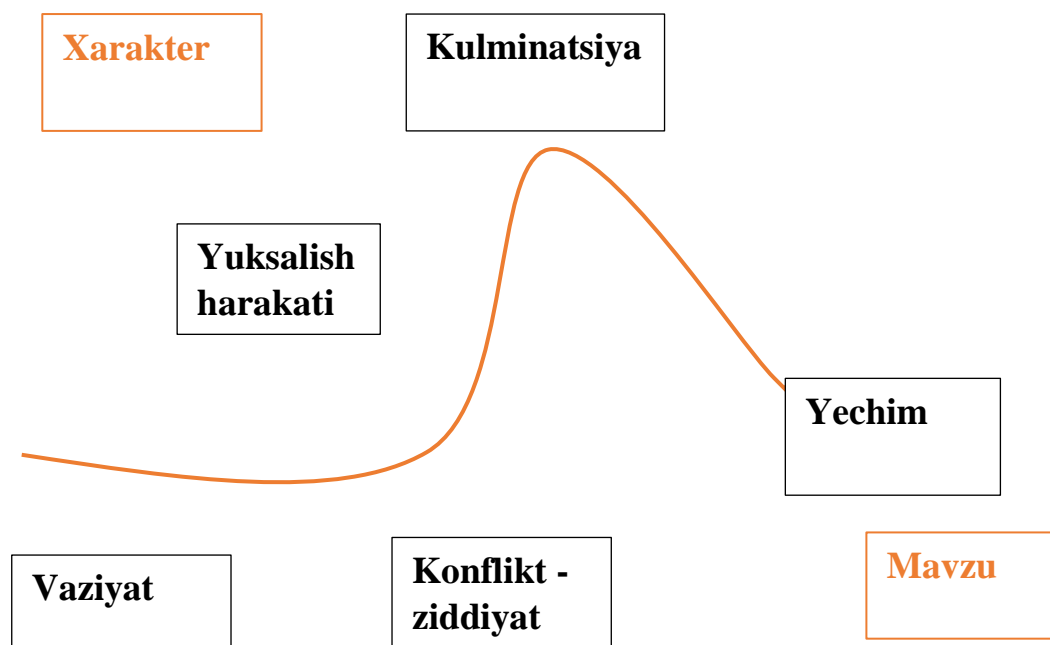 Xarakter
Kulminatsiya
Yuksalish
harakati
Yechim
Vaziyat
Konflikt -
ziddiyat
Mavzu